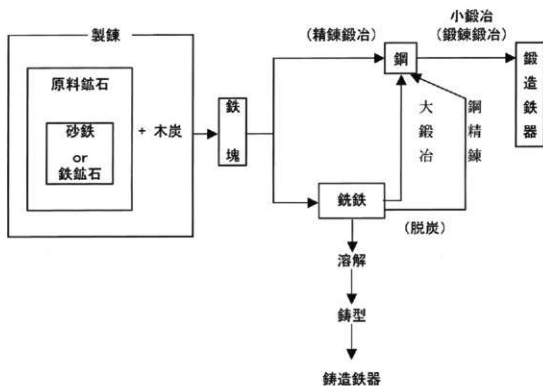 製錬
原料鉱石
砂鉄
or
鉄鉱石
+ 木炭
鉄塊
(精錬鍛冶)
鋼
小鍛冶
(鍛錬鍛冶)
鍛造鉄器
大鍛冶
鋼精錬
銑鉄
(脱炭)
溶解
鋳型
鋳造鉄器